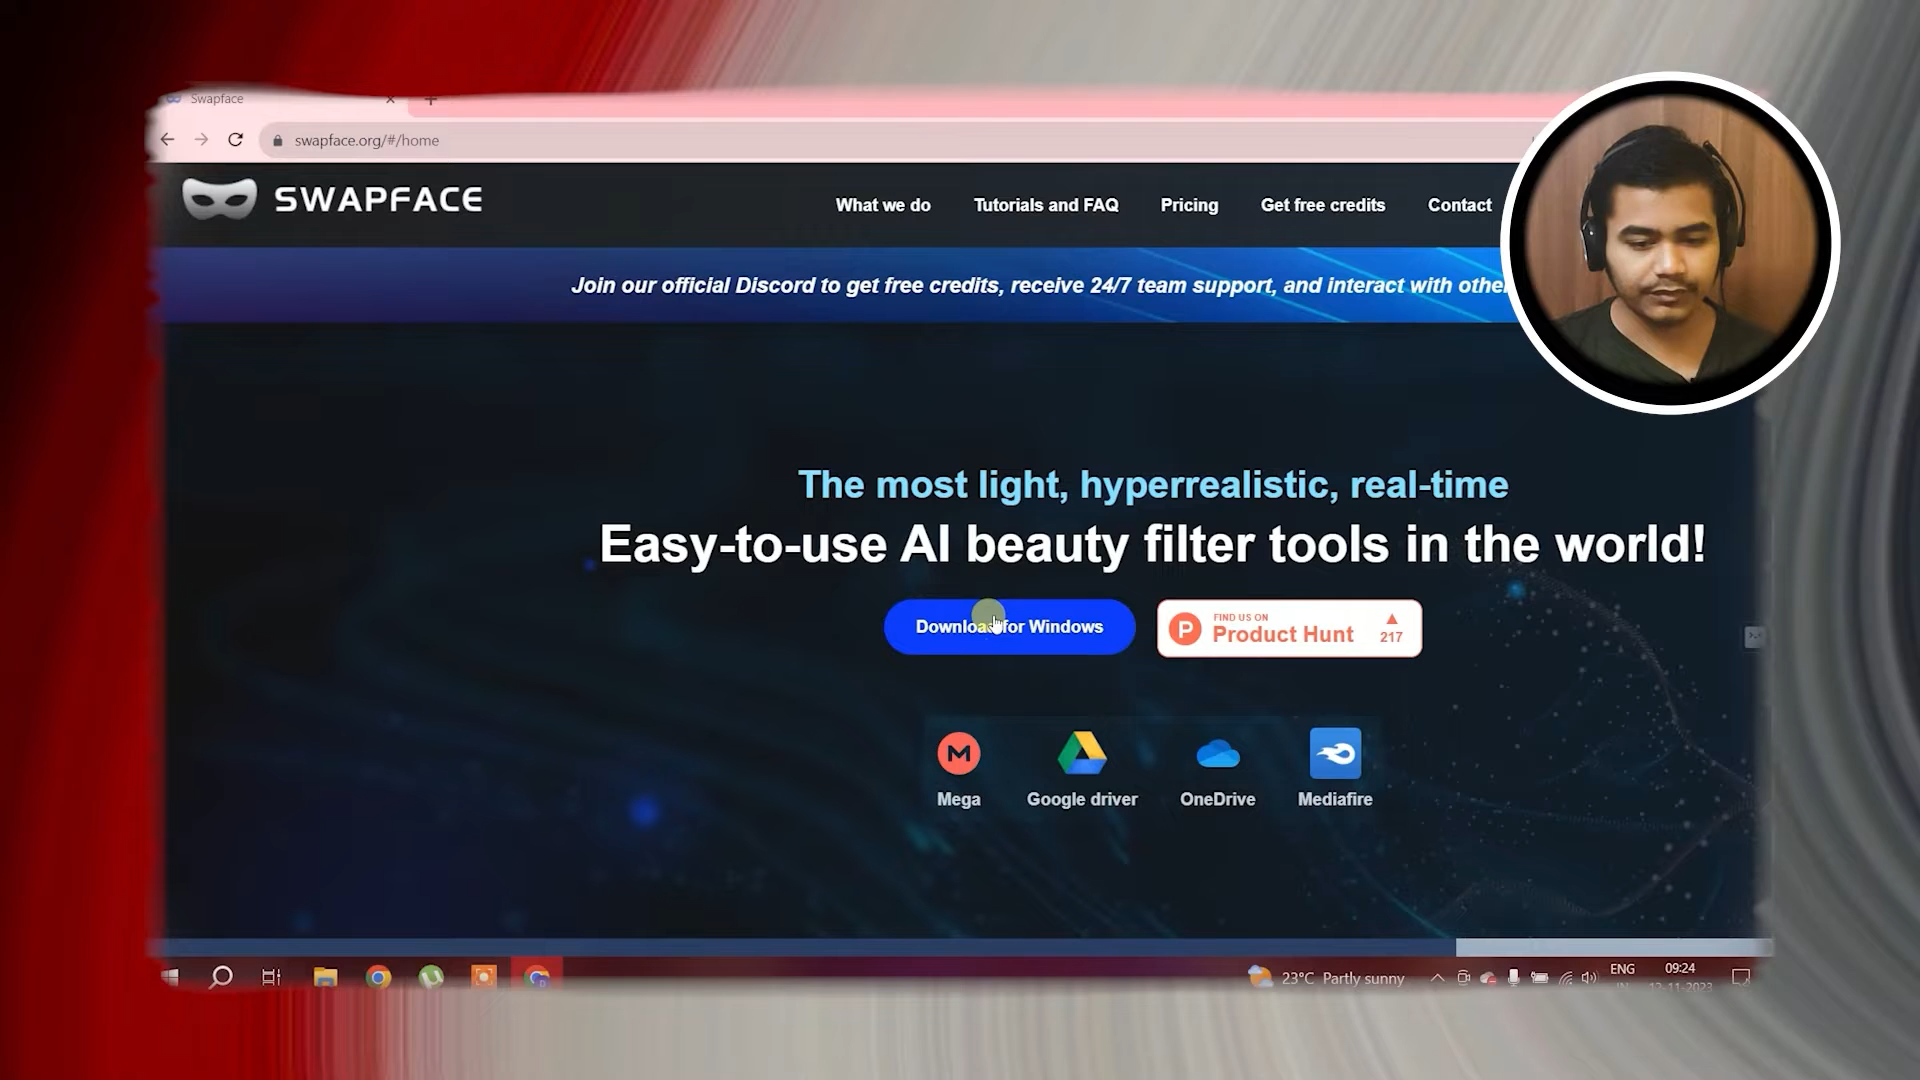 Swapface
swapface.org/#/home
SWAPFACE
What we do
Tutorials and FAQ
Pricing
Get free credits
Contact
Join our official Discord to get free credits, receive 24/7 team support, and interact with other
The most light, hyperrealistic, real-time
Easy-to-use AI beauty filter tools in the world!
Download for Windows
FIND US ON
Product Hunt
217
Mega
Google driver
OneDrive
Mediafire
23°C Partly sunny
ENG
09:24
IN
12-11-2023